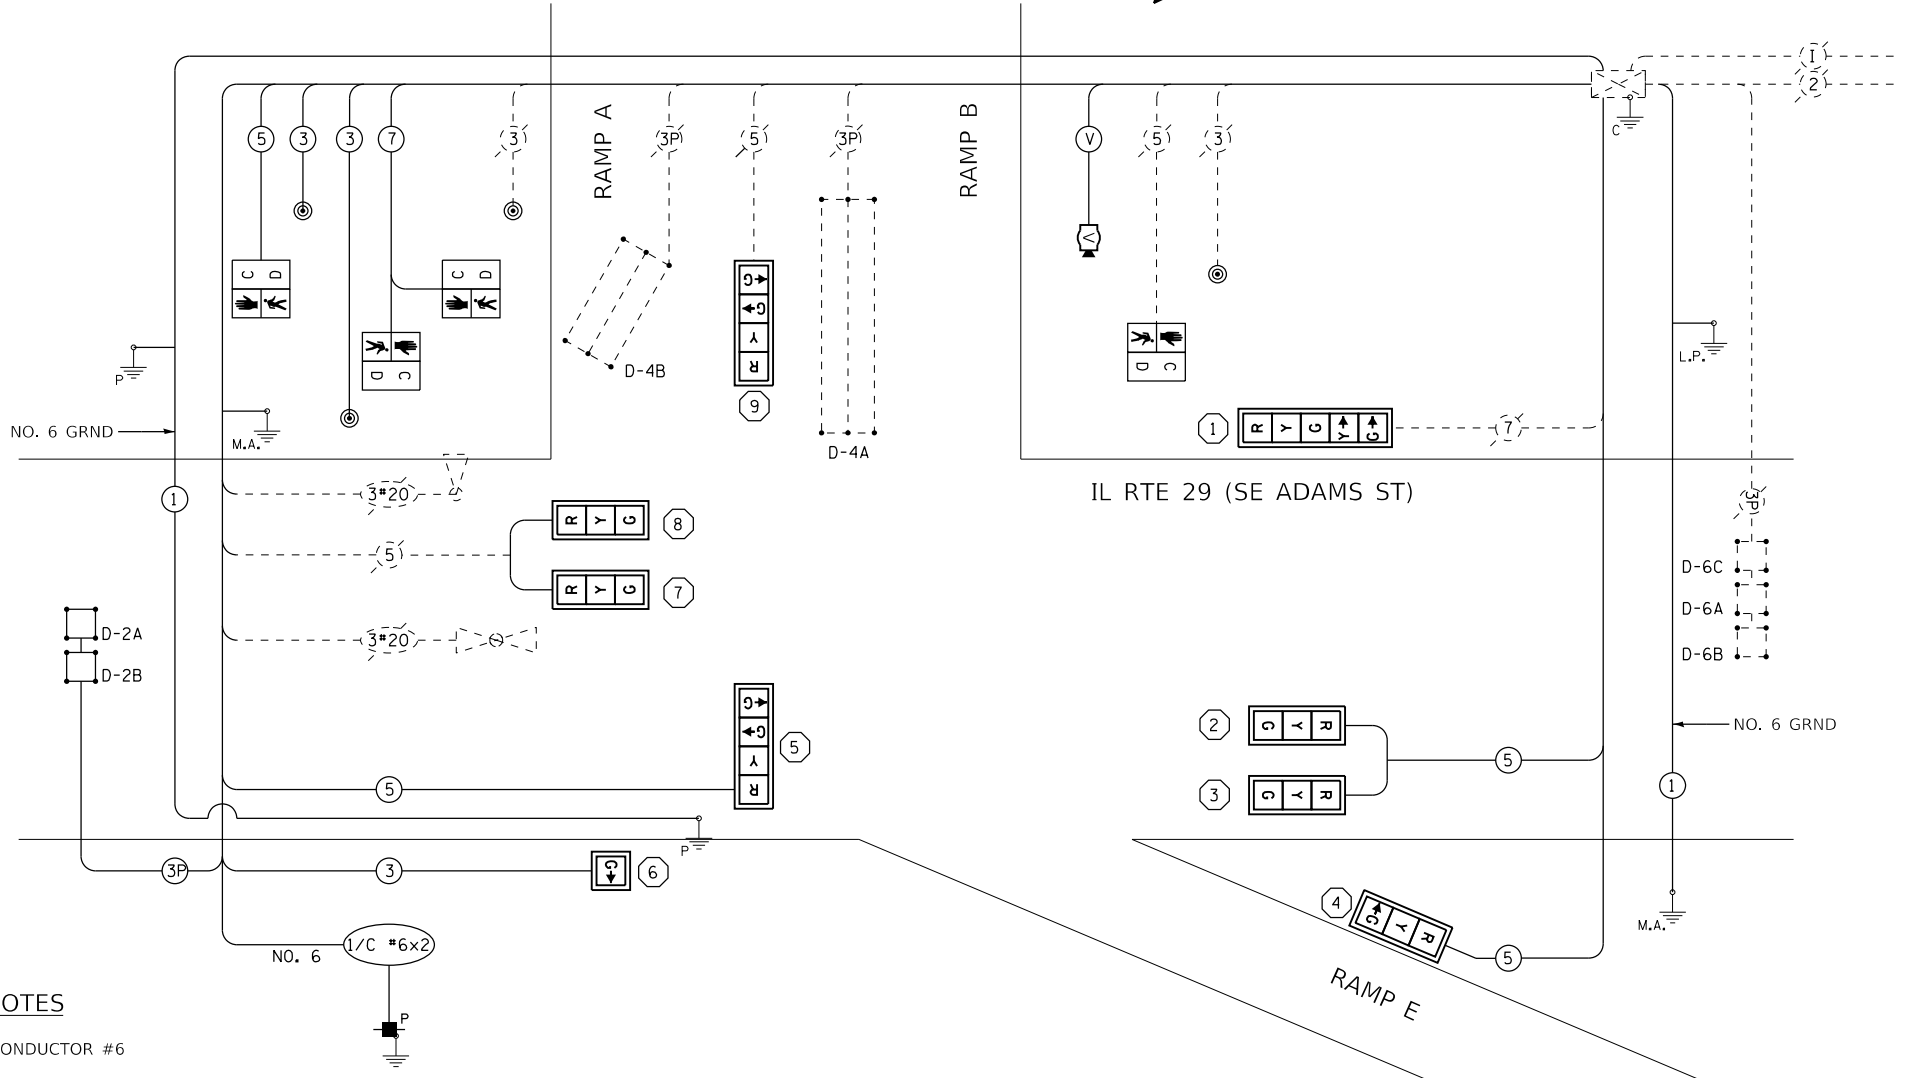 I
2
C
5
3
3
7
3
3P
5
3P
V
5
3
RAMP A
RAMP B
C D
C D
D C
D C
V
G
G
Y
R
9
D-4B
D-4A
P
L.P.
NO. 6 GRND
M.A.
1
R Y G Y G
7
3#20
1
IL RTE 29 (SE ADAMS ST)
3P
R Y G
8
5
R Y G
7
D-6C
D-6A
D-6B
D-2A
D-2B
3#20
G
G
Y
R
5
5
2
G Y R
3
G Y R
5
NO. 6 GRND
1
P
3P
3
G
6
4
G Y R
5
M.A.
1/C #6x2
NO. 6
RAMP E
OTES
P
ONDUCTOR #6